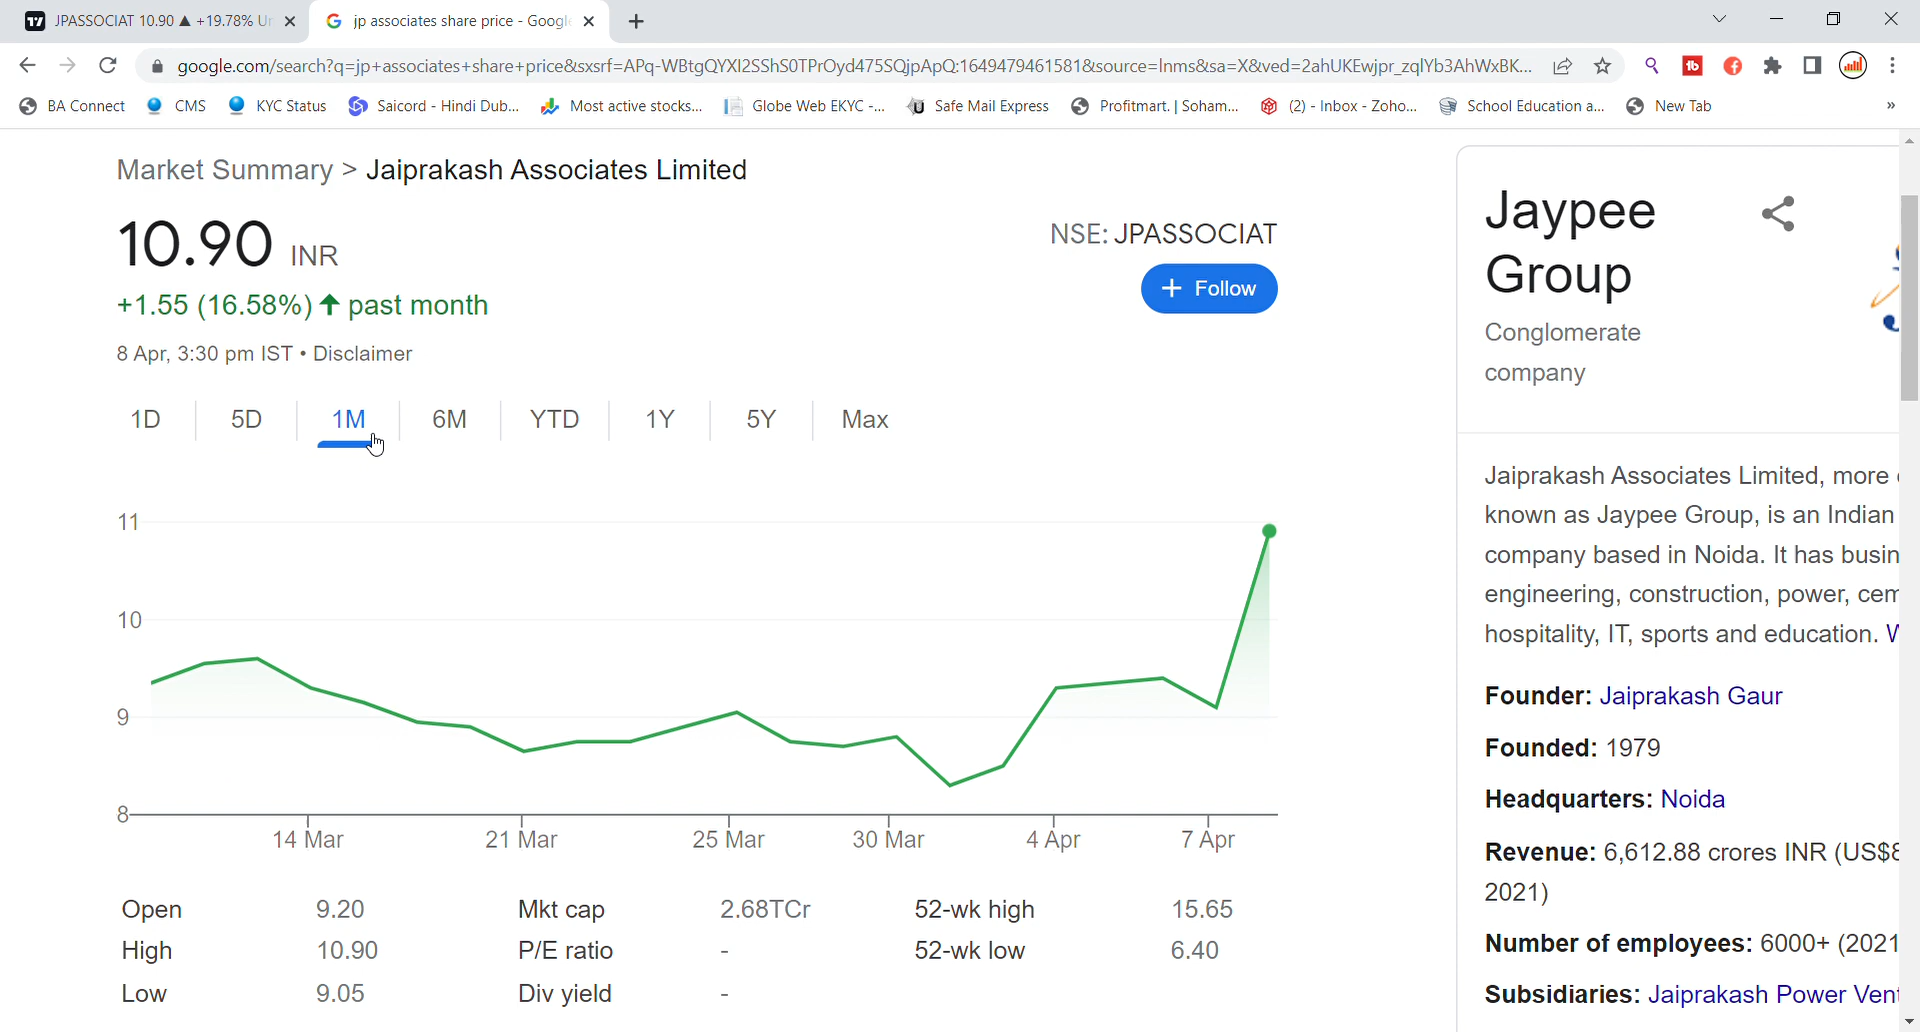 JPASSOCIAT 10.90 ▲ +19.78% Un
jp associates share price - Google
google.com/search?q=jp+associates+share+price&sxsrf=APq-WBtgQYXI2SShS0TPrOyd475SQjpApQ:1649479461581&source=lnms&sa=X&ved=2ahUKEwjpr_zqlYb3AhWxBK...
BA Connect CMS KYC Status Saicord - Hindi Dub... Most active stocks... Globe Web EKYC -... Safe Mail Express Profitmart. | Soham... (2) - Inbox - Zoho... School Education a... New Tab »
Market Summary > Jaiprakash Associates Limited
10.90 INR
NSE: JPASSOCIAT
+ Follow
+1.55 (16.58%) ↑ past month
8 Apr, 3:30 pm IST • Disclaimer
1D 5D 1M 6M YTD 1Y 5Y Max
11
10
9
8
14 Mar 21 Mar 25 Mar 30 Mar 4 Apr 7 Apr
Open 9.20 Mkt cap 2.68TCr 52-wk high 15.65
High 10.90 P/E ratio - 52-wk low 6.40
Low 9.05 Div yield -
Jaypee
Group
Conglomerate
company
Jaiprakash Associates Limited, more
known as Jaypee Group, is an Indian
company based in Noida. It has busin
engineering, construction, power, cem
hospitality, IT, sports and education. W
Founder: Jaiprakash Gaur
Founded: 1979
Headquarters: Noida
Revenue: 6,612.88 crores INR (US$8
2021)
Number of employees: 6000+ (2021
Subsidiaries: Jaiprakash Power Vent